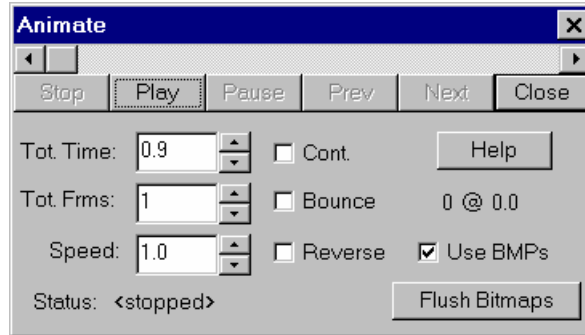 Animate
Stop Play Pause Prev Next Close
Tot. Time: 0.9 Cont. Help
Tot. Frms: 1 Bounce 0 @ 0.0
Speed: 1.0 Reverse Use BMPs
Status: <stopped> Flush Bitmaps